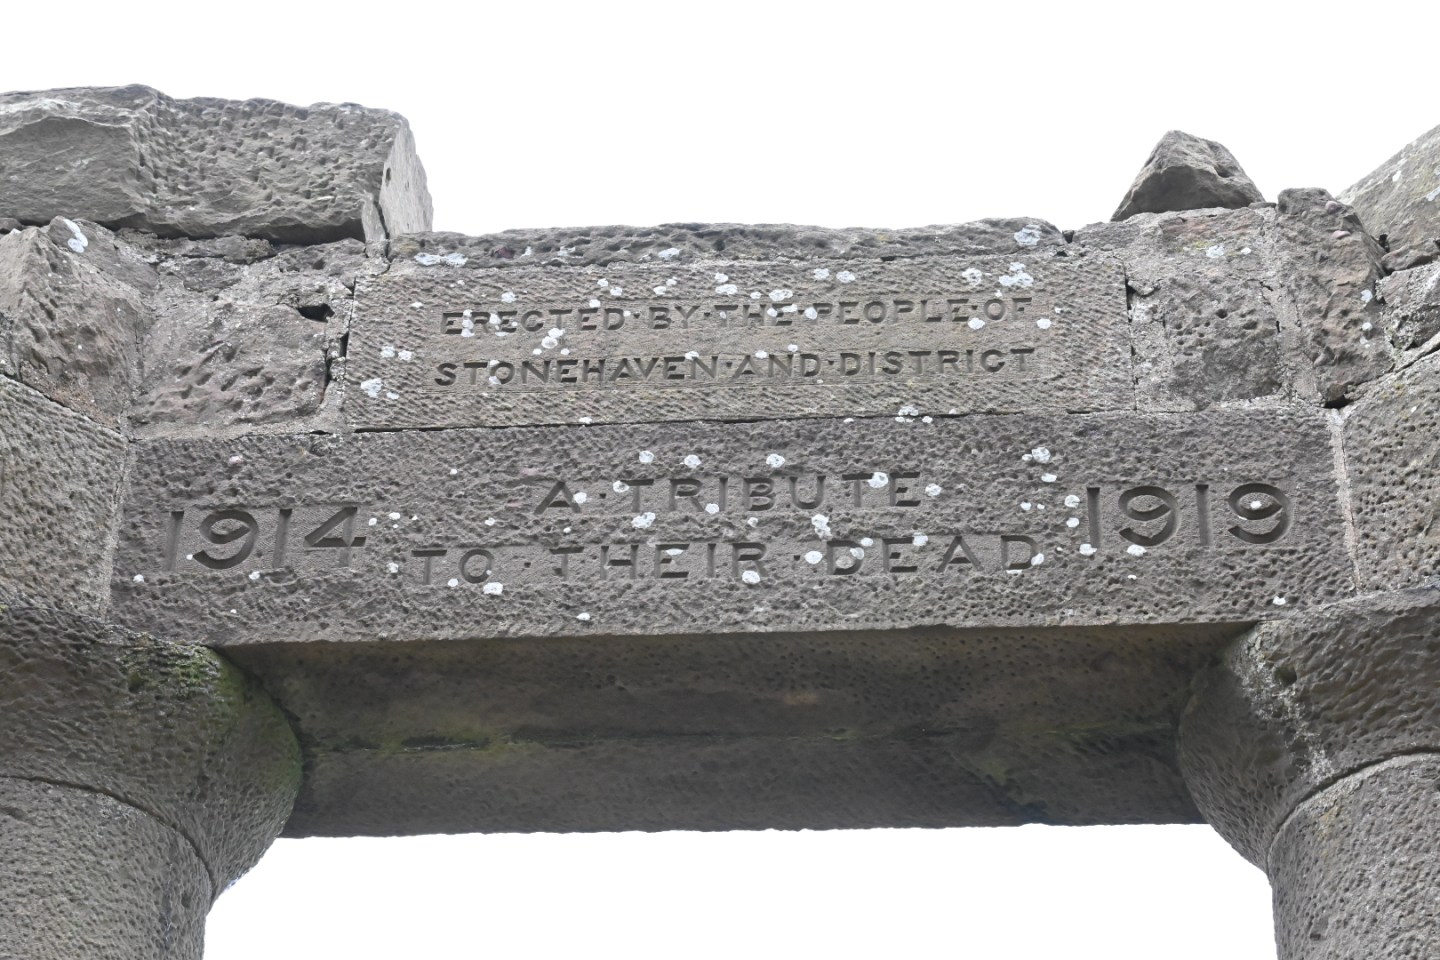 ERECTED·BY·THE·PEOPLE·OF
STONEHAVEN·AND·DISTRICT
1914 A·TRIBUTE 1919
TO·THEIR·DEAD